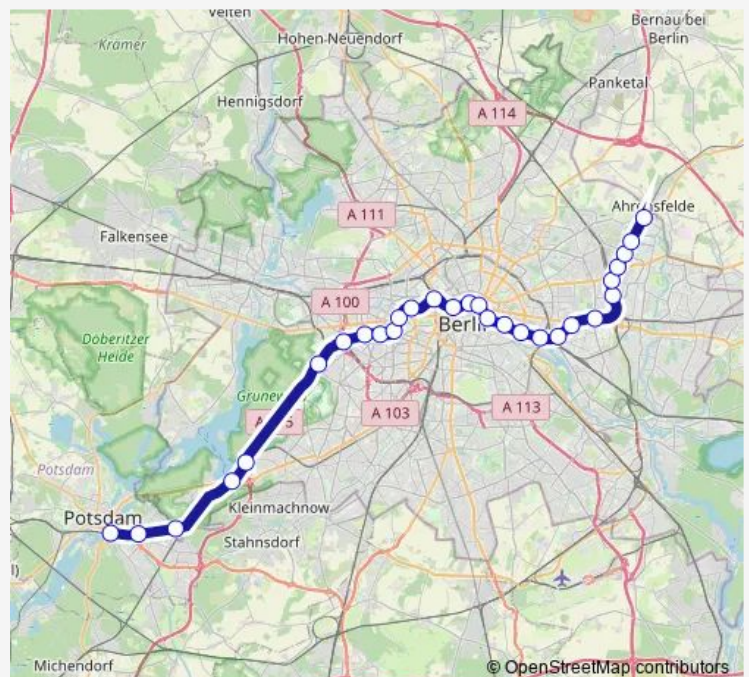 Velten
Bernau bei
Berlin
Krämer
Hohen-Neuendorf
Panketal
Hennigsdorf
A 114
Ahrensfelde
A 111
Falkensee
A 100
Berlin
Döberitzer
Heide
Grunewald
A 103
A 113
Potsdam
Potsdam
Kleinmachnow
Stahnsdorf
Michendorf
© OpenStreetMap contributors